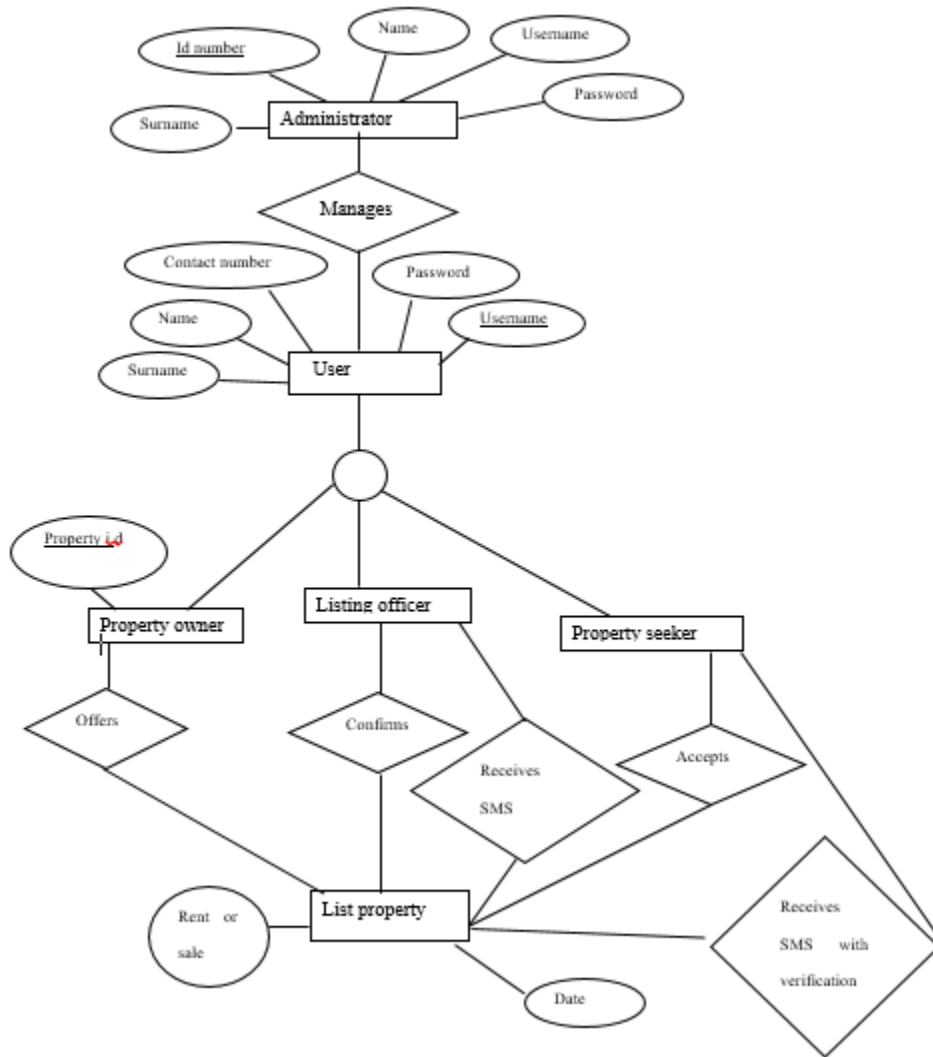 Name
Username
Id number
Password
Administrator
Surname
Manages
Contact number
Password
Name
Username
Surname
User
Property i.d
Listing officer
Property owner
Property seeker
Offers
Confirms
Accepts
Receives
SMS
List property
Rent or
sale
Receives
SMS with
verification
Date